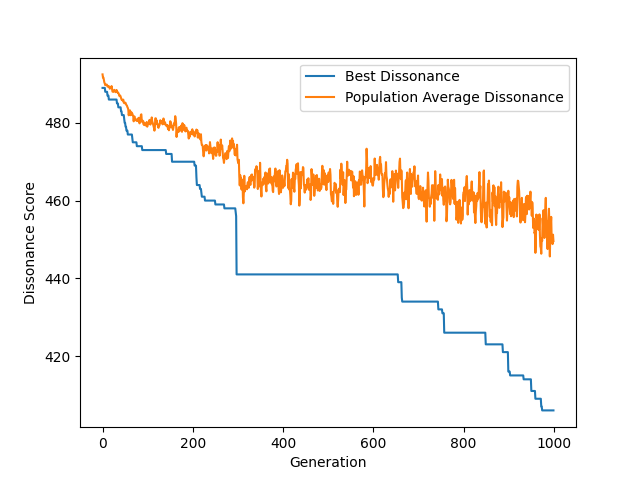 Best Dissonance
Population Average Dissonance
480
460
440
420
Dissonance Score
0 200 400 600 800 1000
Generation